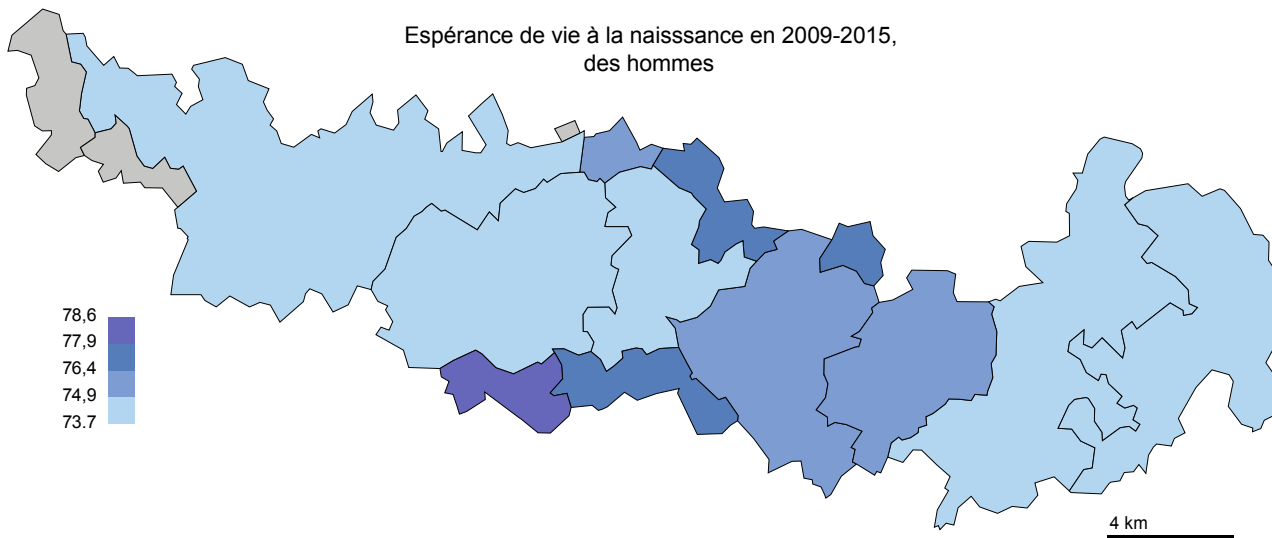 Espérance de vie à la naisssance en 2009-2015,
des hommes
78,6
77,9
76,4
74,9
73.7
4 km